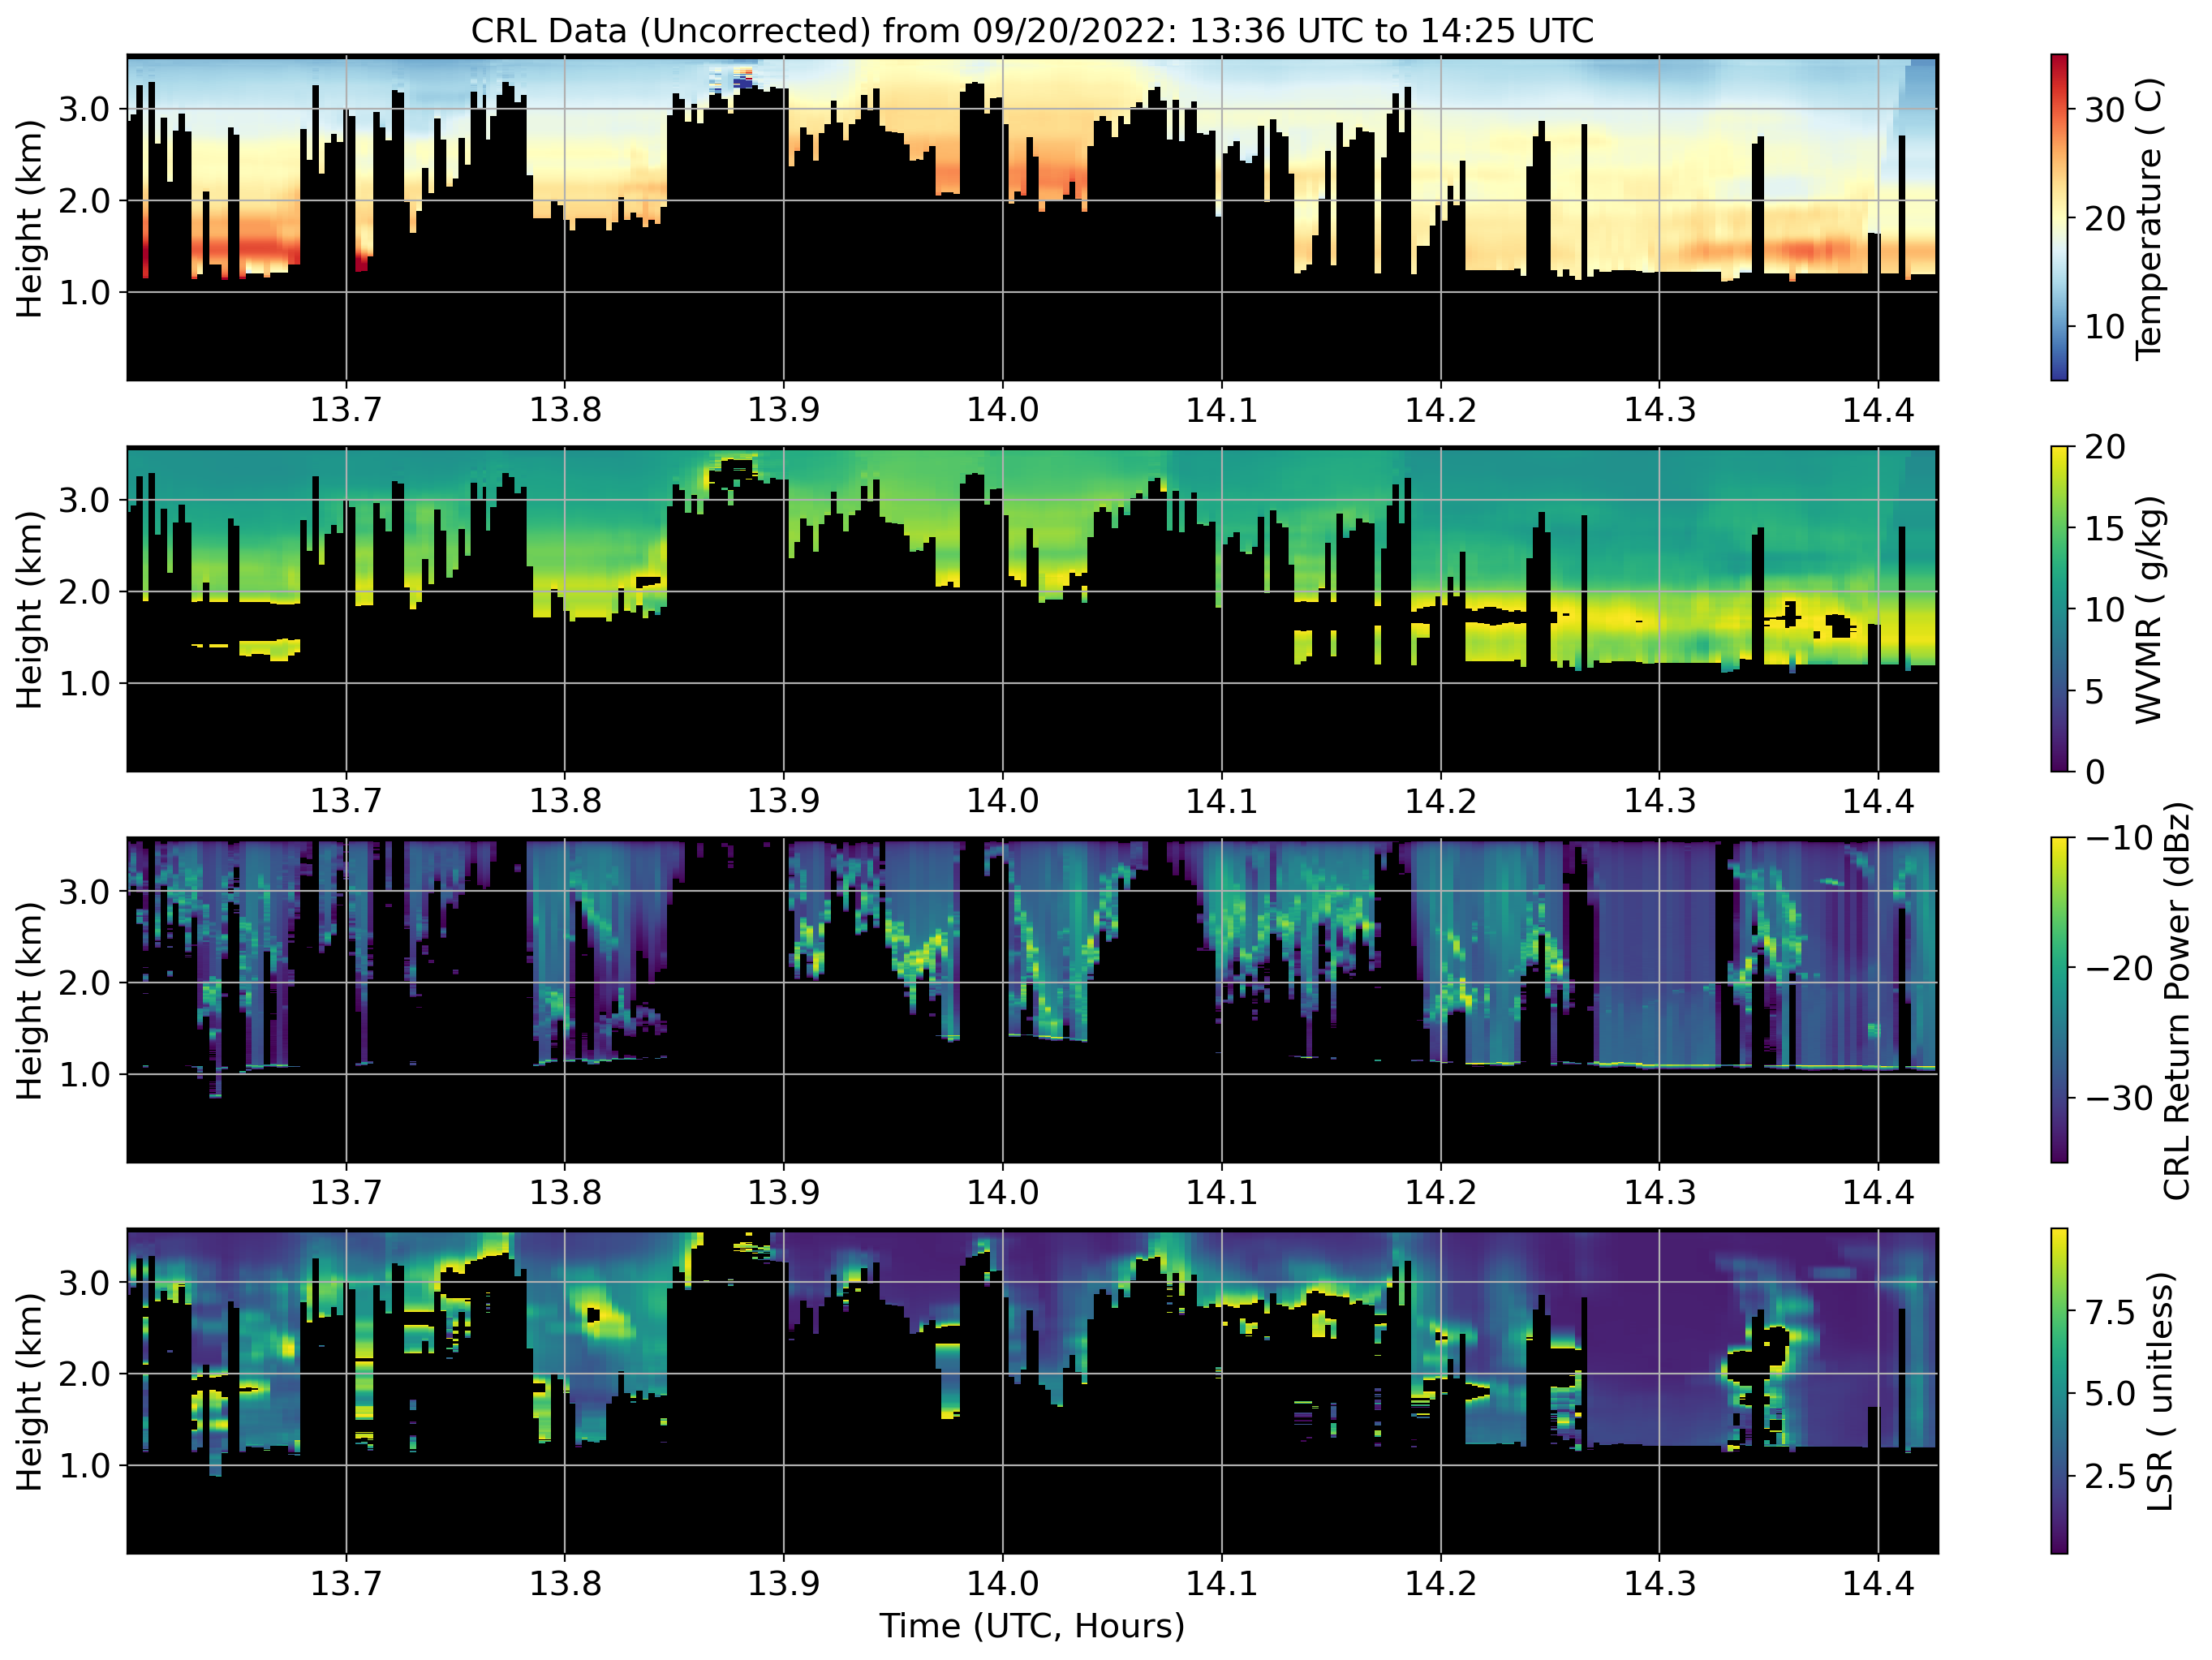 CRL Data (Uncorrected) from 09/20/2022: 13:36 UTC to 14:25 UTC
Height (km)
3.0
2.0
1.0
13.7 13.8 13.9 14.0 14.1 14.2 14.3 14.4
30
20
10
Temperature ( C)
Height (km)
3.0
2.0
1.0
13.7 13.8 13.9 14.0 14.1 14.2 14.3 14.4
20
15
10
5
0
WVMR ( g/kg)
Height (km)
3.0
2.0
1.0
13.7 13.8 13.9 14.0 14.1 14.2 14.3 14.4
−10
−20
−30
CRL Return Power (dBz)
Height (km)
3.0
2.0
1.0
13.7 13.8 13.9 14.0 14.1 14.2 14.3 14.4
7.5
5.0
2.5
LSR ( unitless)
Time (UTC, Hours)